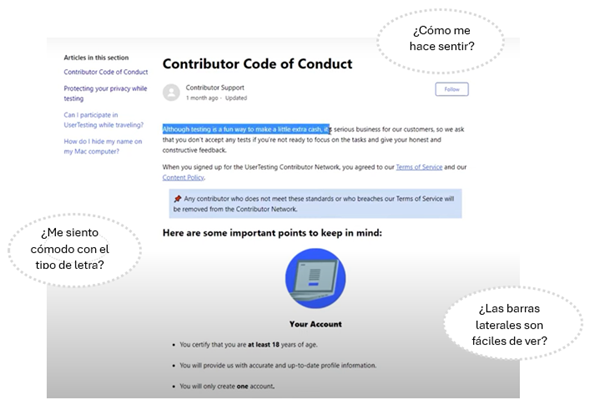 ¿Cómo me
hace sentir?
Articles in this section
Contributor Code of Conduct
Protecting your privacy while
testing
Can I participate in
UserTesting while traveling?
How do I hide my name on
my Mac computer?
Contributor Code of Conduct
Contributor Support
1 month ago · Updated
Follow
Although testing is a fun way to make a little extra cash, it's serious business for our customers, so we ask
that you don't accept any tests if you're not ready to focus on the tasks and give your honest and
constructive feedback.
When you signed up for the UserTesting Contributor Network, you agreed to our Terms of Service and our
Content Policy.
📌 Any contributor who does not meet these standards or who breaches our Terms of Service will
be removed from the Contributor Network.
¿Me siento
cómodo con el
tipo de letra?
Here are some important points to keep in mind:
Your Account
• You certify that you are at least 18 years of age.
• You will provide us with accurate and up-to-date profile information.
• You will only create one account.
¿Las barras
laterales son
fáciles de ver?